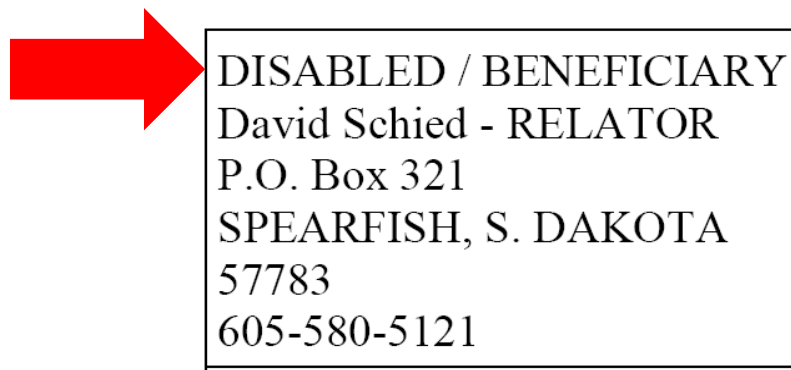 DISABLED / BENEFICIARY
David Schied - RELATOR
P.O. Box 321
SPEARFISH, S. DAKOTA
57783
605-580-5121